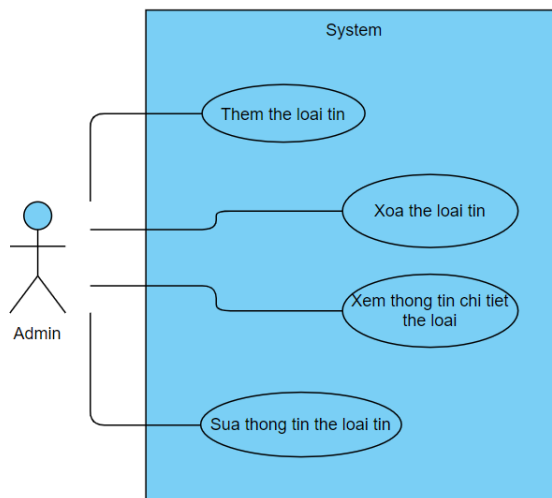 System
Them the loai tin
Xoa the loai tin
Xem thong tin chi tiet
the loai
Admin
Sua thong tin the loai tin